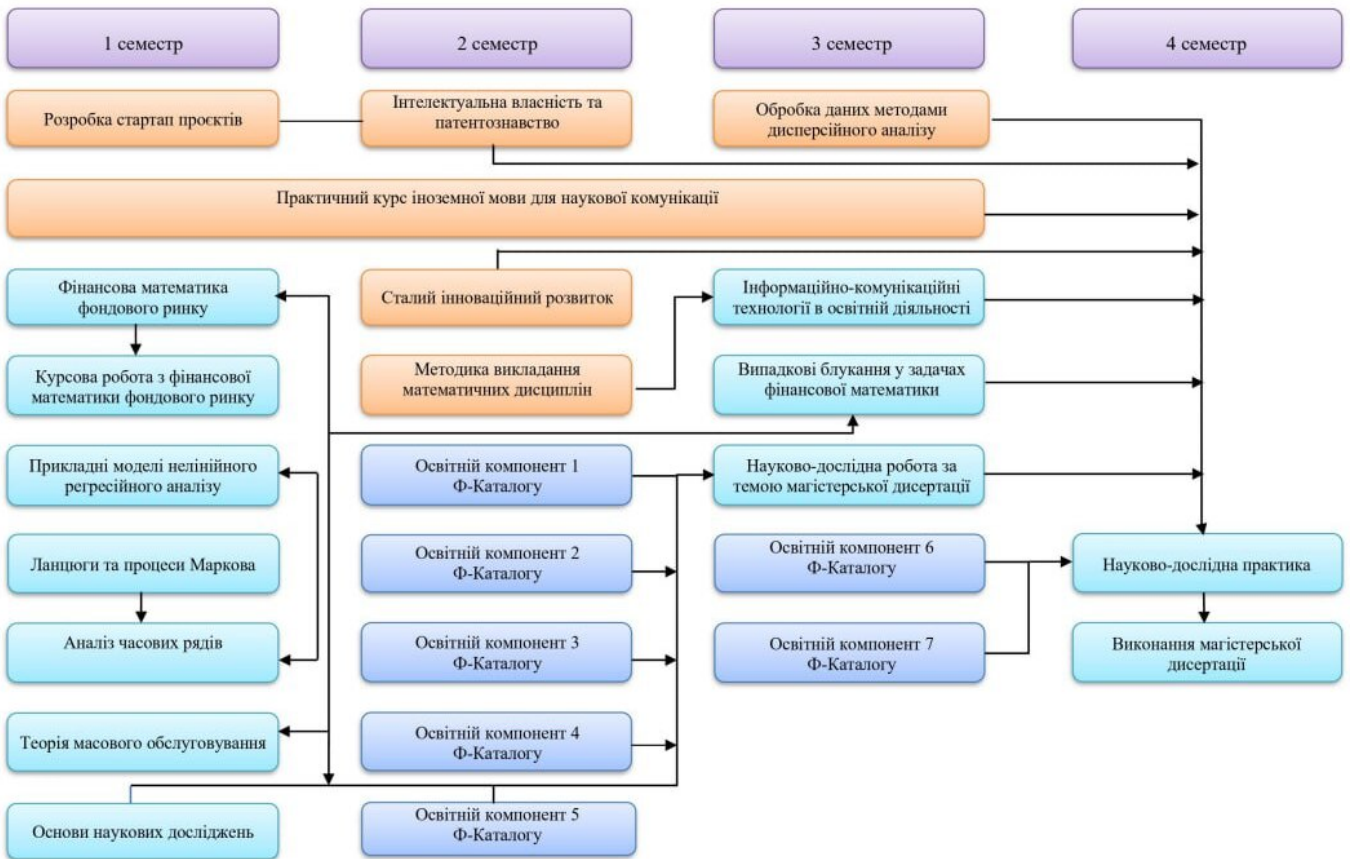 1 семестр
2 семестр
3 семестр
4 семестр
Розробка стартап проєктів
Інтелектуальна власність та
патентознавство
Обробка даних методами
дисперсійного аналізу
Практичний курс іноземної мови для наукової комунікації
Фінансова математика
фондового ринку
Сталий інноваційний розвиток
Інформаційно-комунікаційні
технології в освітній діяльності
Курсова робота з фінансової
математики фондового ринку
Методика викладання
математичних дисциплін
Випадкові блукання у задачах
фінансової математики
Прикладні моделі нелінійного
регресійного аналізу
Освітній компонент 1
Ф-Каталогу
Науково-дослідна робота за
темою магістерської дисертації
Ланцюги та процеси Маркова
Освітній компонент 2
Ф-Каталогу
Освітній компонент 6
Ф-Каталогу
Науково-дослідна практика
Аналіз часових рядів
Освітній компонент 3
Ф-Каталогу
Освітній компонент 7
Ф-Каталогу
Виконання магістерської
дисертації
Теорія масового обслуговування
Освітній компонент 4
Ф-Каталогу
Основи наукових досліджень
Освітній компонент 5
Ф-Каталогу